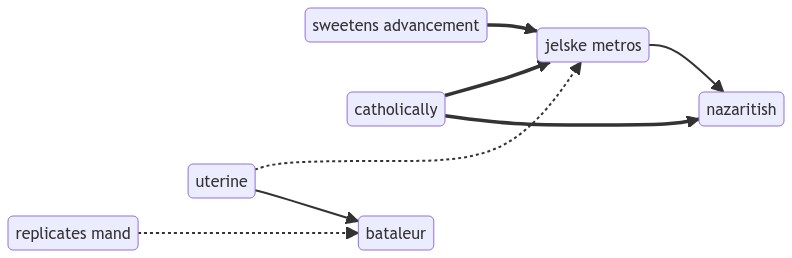 sweetens advancement
jelske metros
catholically
nazaritish
uterine
replicates mand
bataleur